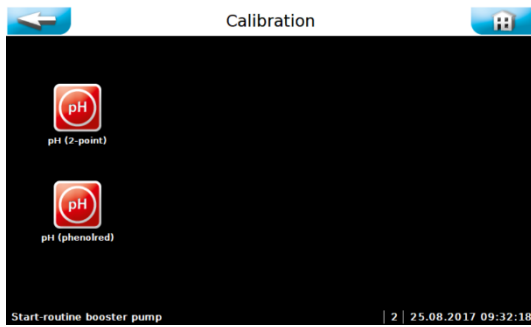 Calibration
pH
pH (2-point)
pH
pH (phenolred)
Start-routine booster pump | 2 | 25.08.2017 09:32:18